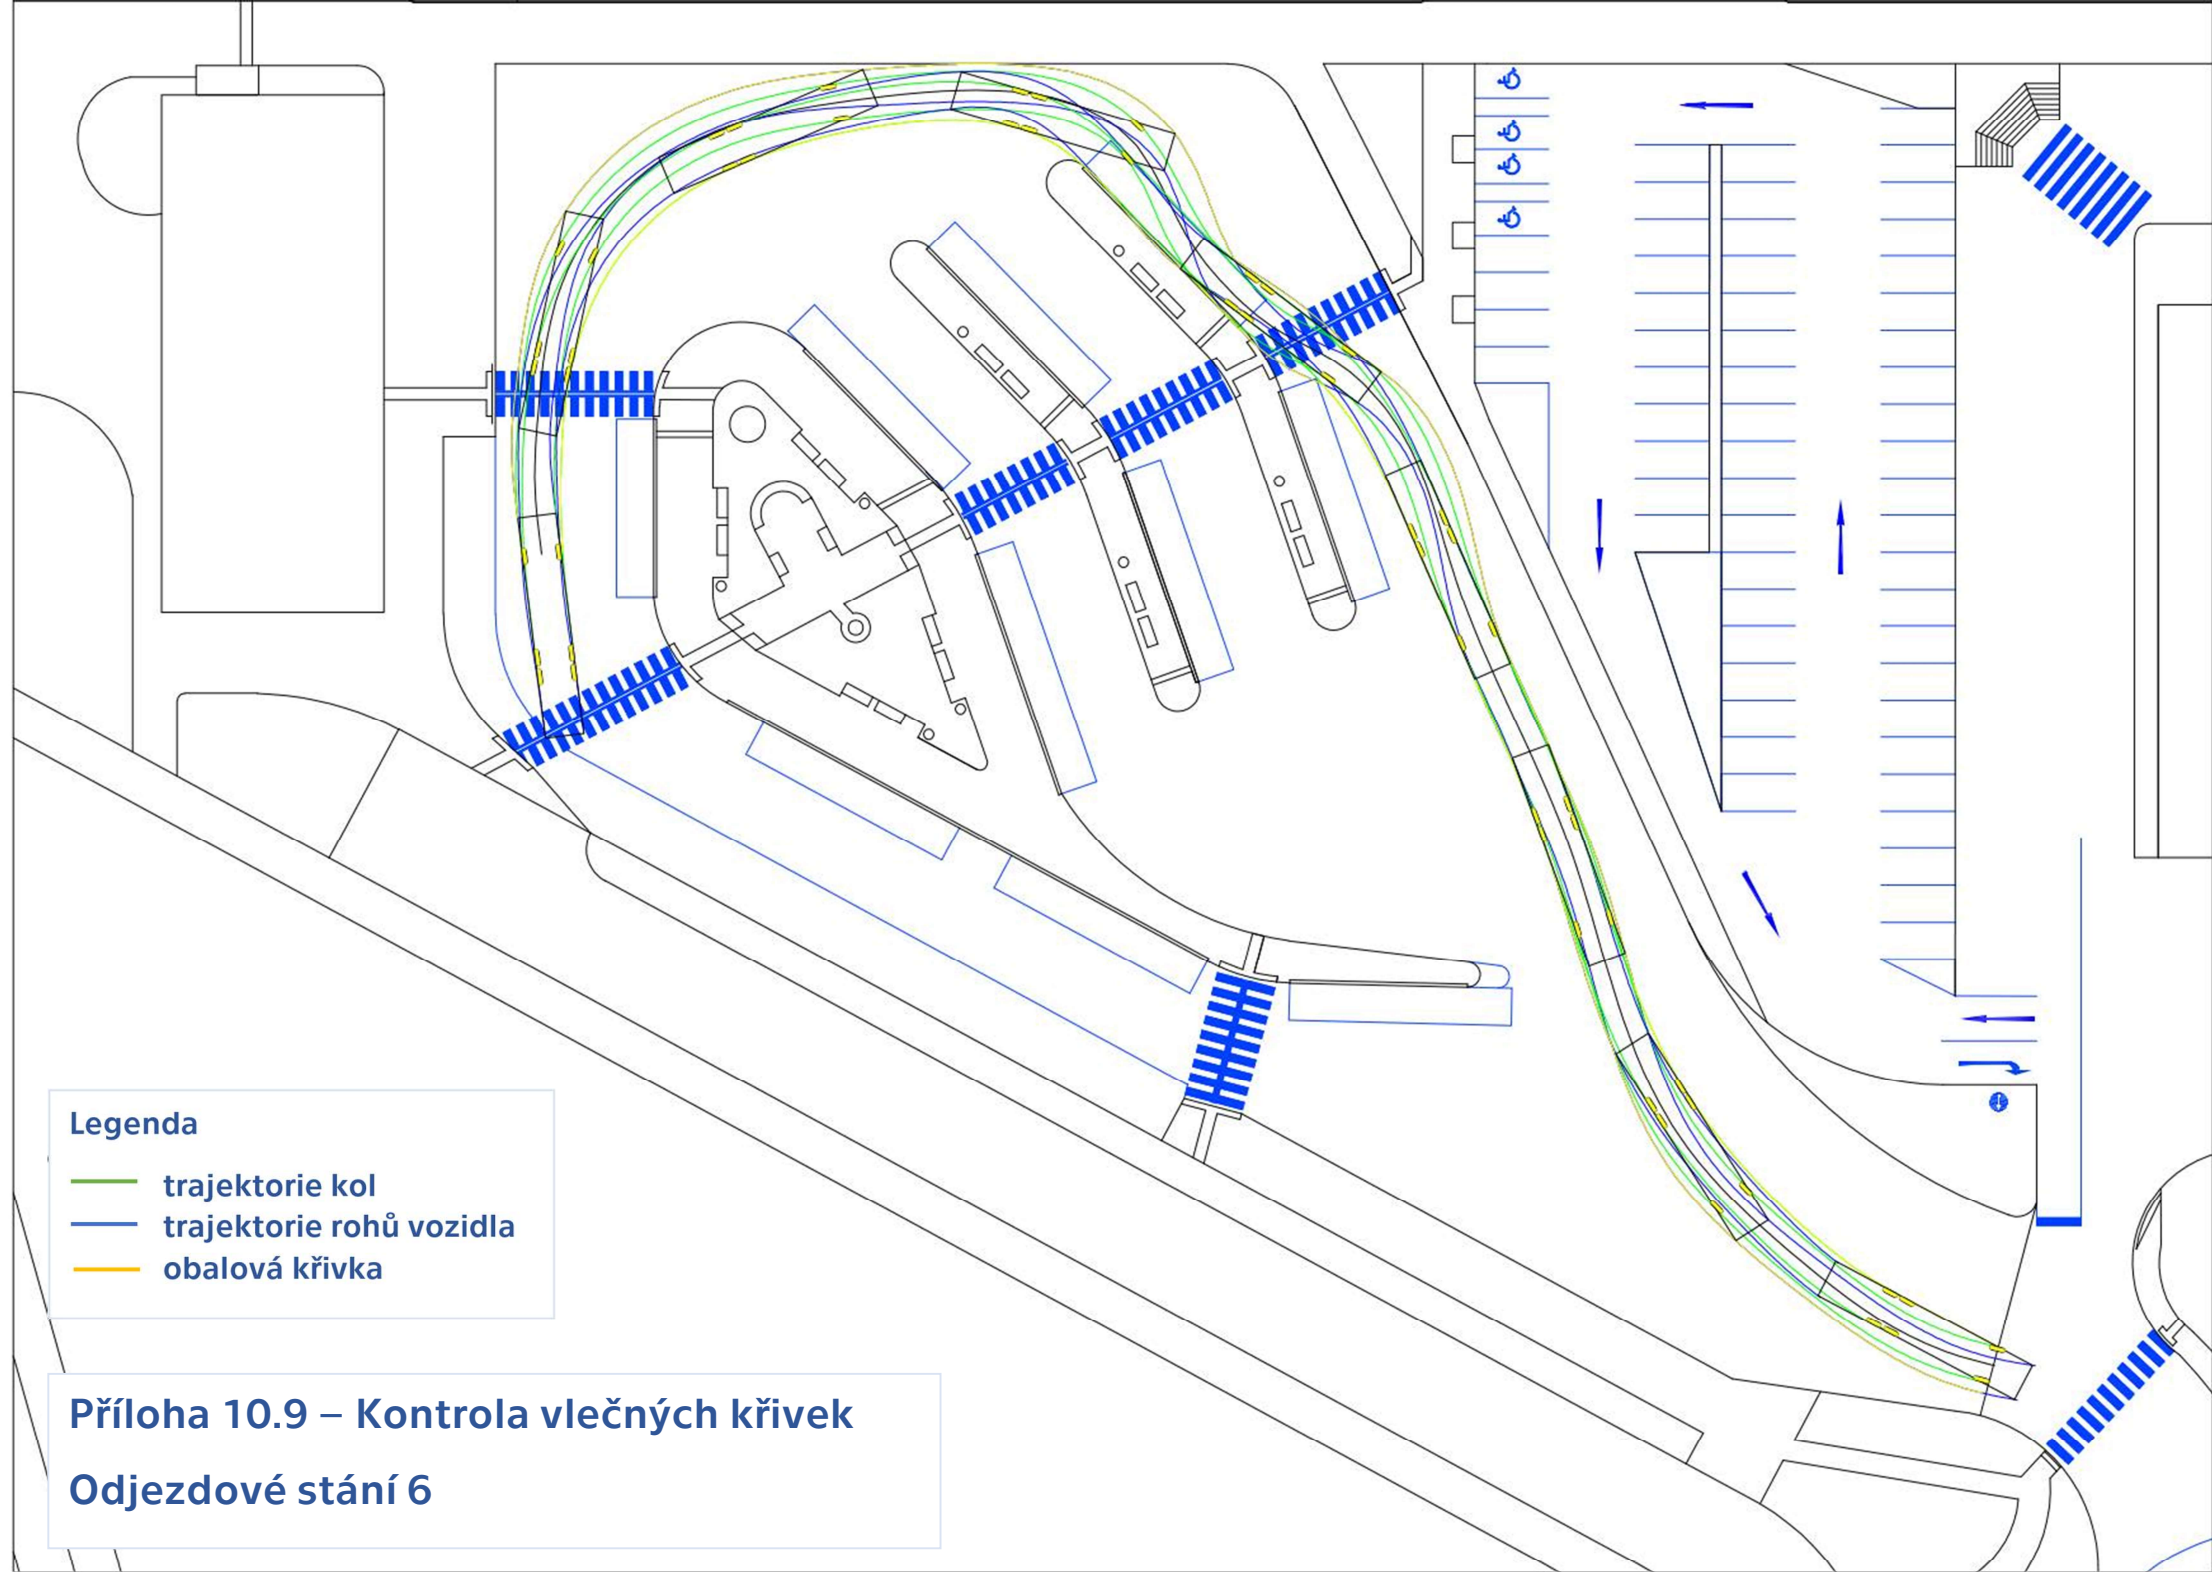 Legenda
trajektorie kol
trajektorie rohů vozidla
obalová křivka
Příloha 10.9 – Kontrola vlečných křivek
Odjezdové stání 6